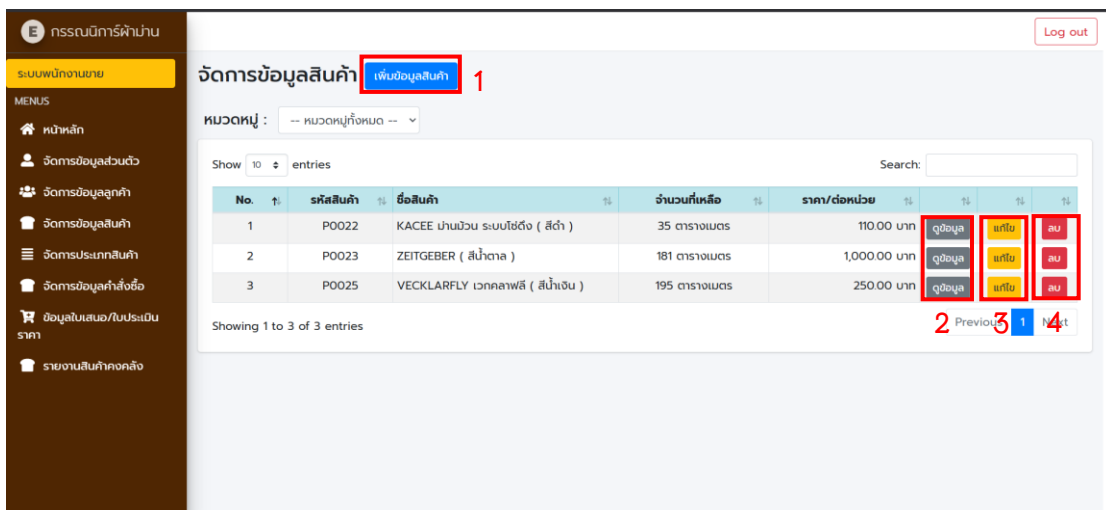 E กรรณนิการ์ผ้าม่าน
Log out
ระบบพนักงานขาย
MENUS
หน้าหลัก
จัดการข้อมูลส่วนตัว
จัดการข้อมูลลูกค้า
จัดการข้อมูลสินค้า
จัดการประเภทสินค้า
จัดการข้อมูลคำสั่งซื้อ
ข้อมูลใบเสนอ/ใบประเมิน
ราคา
รายงานสินค้าคงคลัง
จัดการข้อมูลสินค้า เพิ่มข้อมูลสินค้า 1
หมวดหมู่ : -- หมวดหมู่ทั้งหมด --
Show 10 entries Search:
No. รหัสสินค้า ชื่อสินค้า จำนวนที่เหลือ ราคา/ต่อหน่วย
1 P0022 KACEE ม่านม้วน ระบบโซ่ดึง ( สีดำ ) 35 ตารางเมตร 110.00 บาท ดูข้อมูล แก้ไข ลบ
2 P0023 ZEITGEBER ( สีน้ำตาล ) 181 ตารางเมตร 1,000.00 บาท ดูข้อมูล แก้ไข ลบ
3 P0025 VECKLARFLY เวกคลาฟลี ( สีน้ำเงิน ) 195 ตารางเมตร 250.00 บาท ดูข้อมูล แก้ไข ลบ
Showing 1 to 3 of 3 entries
2 Previous 3 1 Next 4